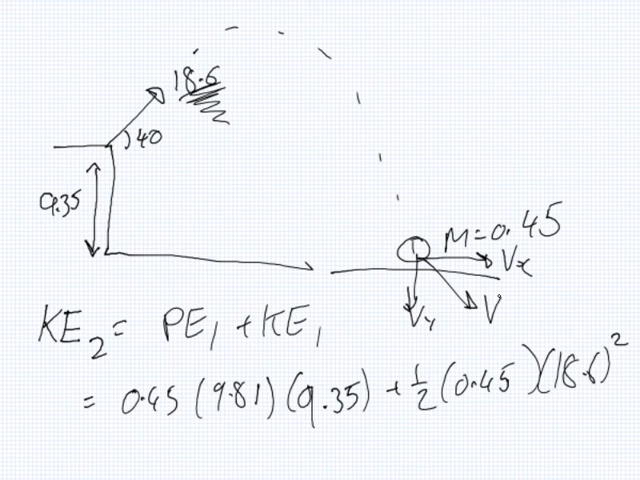 18.6
40
9.35
M=0.45
Vx
Vy
V
KE2 = PE1 + KE1
= 0.45 (9.81) (9.35) + 1/2 (0.45)(18.6)^2